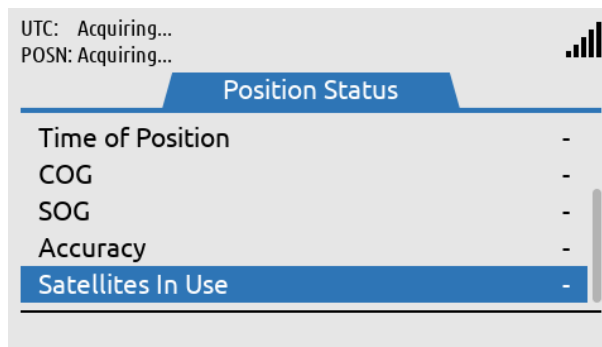 UTC: Acquiring...
POSN: Acquiring...
Position Status
Time of Position -
COG -
SOG -
Accuracy -
Satellites In Use -